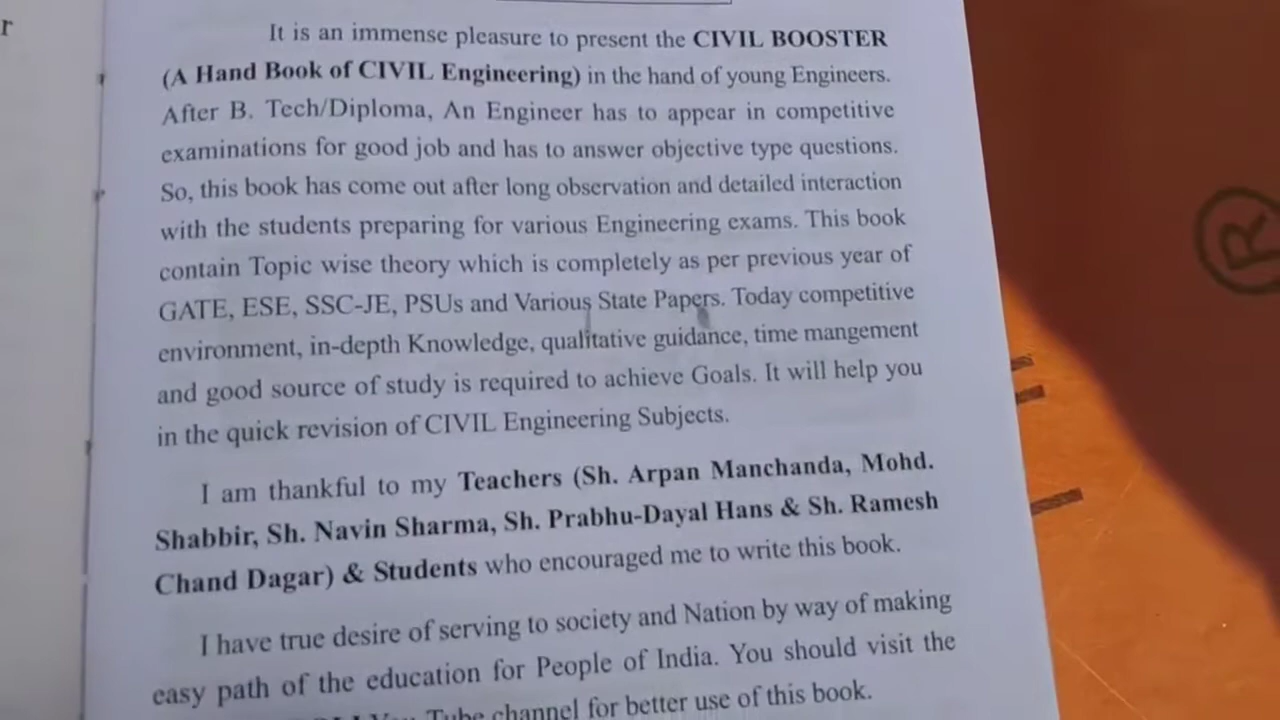 r
It is an immense pleasure to present the CIVIL BOOSTER
(A Hand Book of CIVIL Engineering) in the hand of young Engineers.
After B. Tech/Diploma, An Engineer has to appear in competitive
examinations for good job and has to answer objective type questions.
So, this book has come out after long observation and detailed interaction
with the students preparing for various Engineering exams. This book
contain Topic wise theory which is completely as per previous year of
GATE, ESE, SSC-JE, PSUs and Various State Papers. Today competitive
environment, in-depth Knowledge, qualitative guidance, time mangement
and good source of study is required to achieve Goals. It will help you
in the quick revision of CIVIL Engineering Subjects.
I am thankful to my Teachers (Sh. Arpan Manchanda, Mohd.
Shabbir, Sh. Navin Sharma, Sh. Prabhu-Dayal Hans & Sh. Ramesh
Chand Dagar) & Students who encouraged me to write this book.
I have true desire of serving to society and Nation by way of making
easy path of the education for People of India. You should visit the
Tube channel for better use of this book.
®